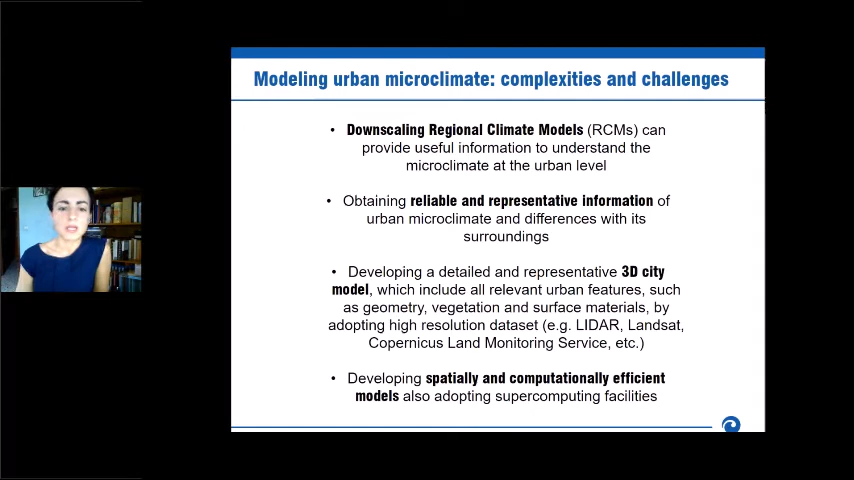 Modeling urban microclimate: complexities and challenges
• Downscaling Regional Climate Models (RCMs) can
provide useful information to understand the
microclimate at the urban level
• Obtaining reliable and representative information of
urban microclimate and differences with its
surroundings
• Developing a detailed and representative 3D city
model, which include all relevant urban features, such
as geometry, vegetation and surface materials, by
adopting high resolution dataset (e.g. LIDAR, Landsat,
Copernicus Land Monitoring Service, etc.)
• Developing spatially and computationally efficient
models also adopting supercomputing facilities